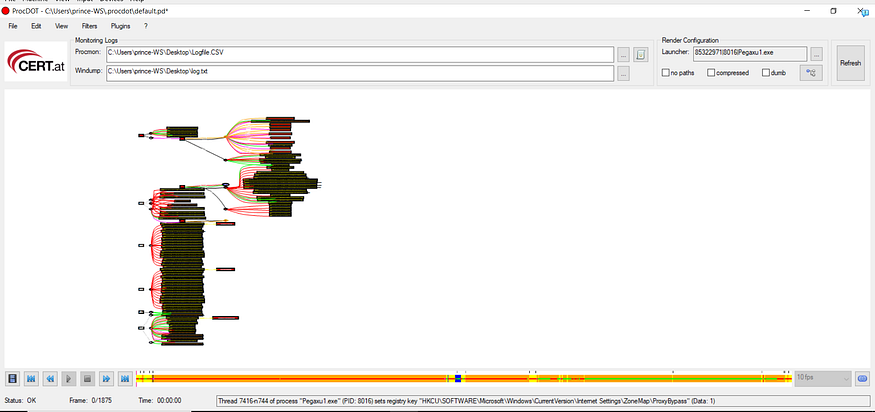 ProcDOT - C:\Users\prince-WS\.procdot\default.pd*
File Edit View Filters Plugins ?
Monitoring Logs
Procmon: C:\Users\prince-WS\Desktop\Logfile.CSV ...
Windump: C:\Users\prince-WS\Desktop\log.txt ...
CERT.at
Render Configuration
Launcher: 85322971|8016|Pegaxu1.exe ...
no paths compressed dumb
Refresh
10 fps
Status: OK Frame: 0/1875 Time: 00:00:00 Thread 7416-n744 of process "Pegaxu1.exe" (PID: 8016) sets registry key "HKCU\SOFTWARE\Microsoft\Windows\CurrentVersion\Internet Settings\ZoneMap\ProxyBypass" (Data: 1)